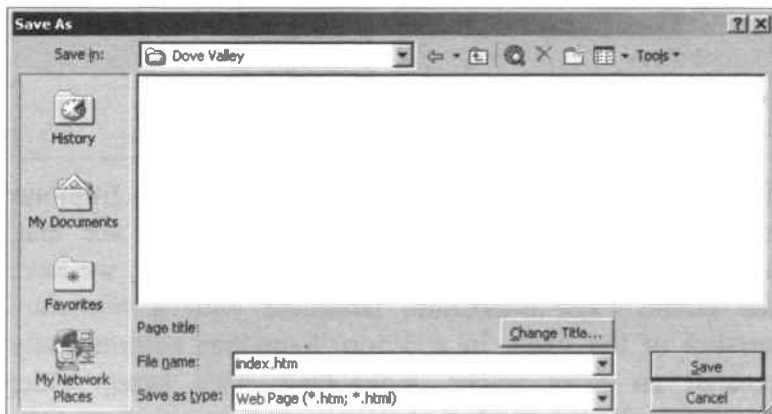 Save As
Save in:
Dove Valley
Tools
History
My Documents
Favorites
My Network
Places
Page title:
Change Title...
File name:
index.htm
Save
Save as type:
Web Page (*.htm; *.html)
Cancel